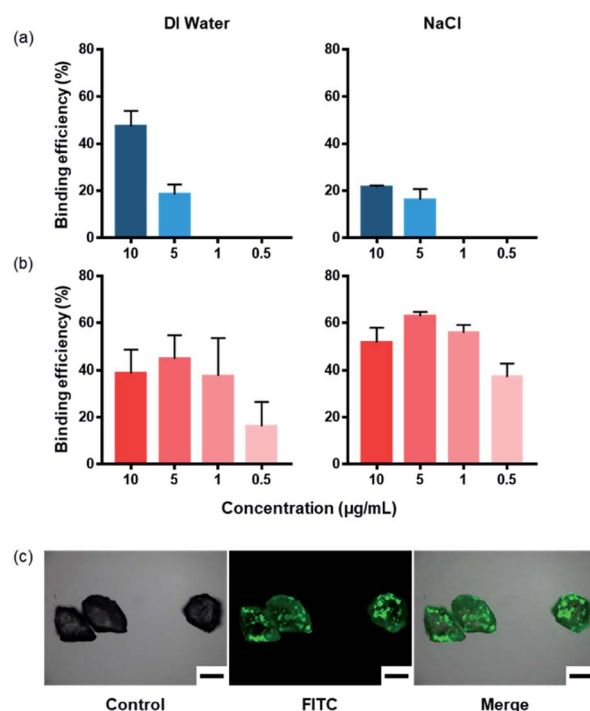 DI Water
NaCl
(a)
Binding efficiency (%)
80
60
40
20
0
10 5 1 0.5
80
60
40
20
0
10 5 1 0.5
(b)
Binding efficiency (%)
80
60
40
20
0
10 5 1 0.5
80
60
40
20
0
10 5 1 0.5
Concentration (µg/mL)
(c)
Control
FITC
Merge